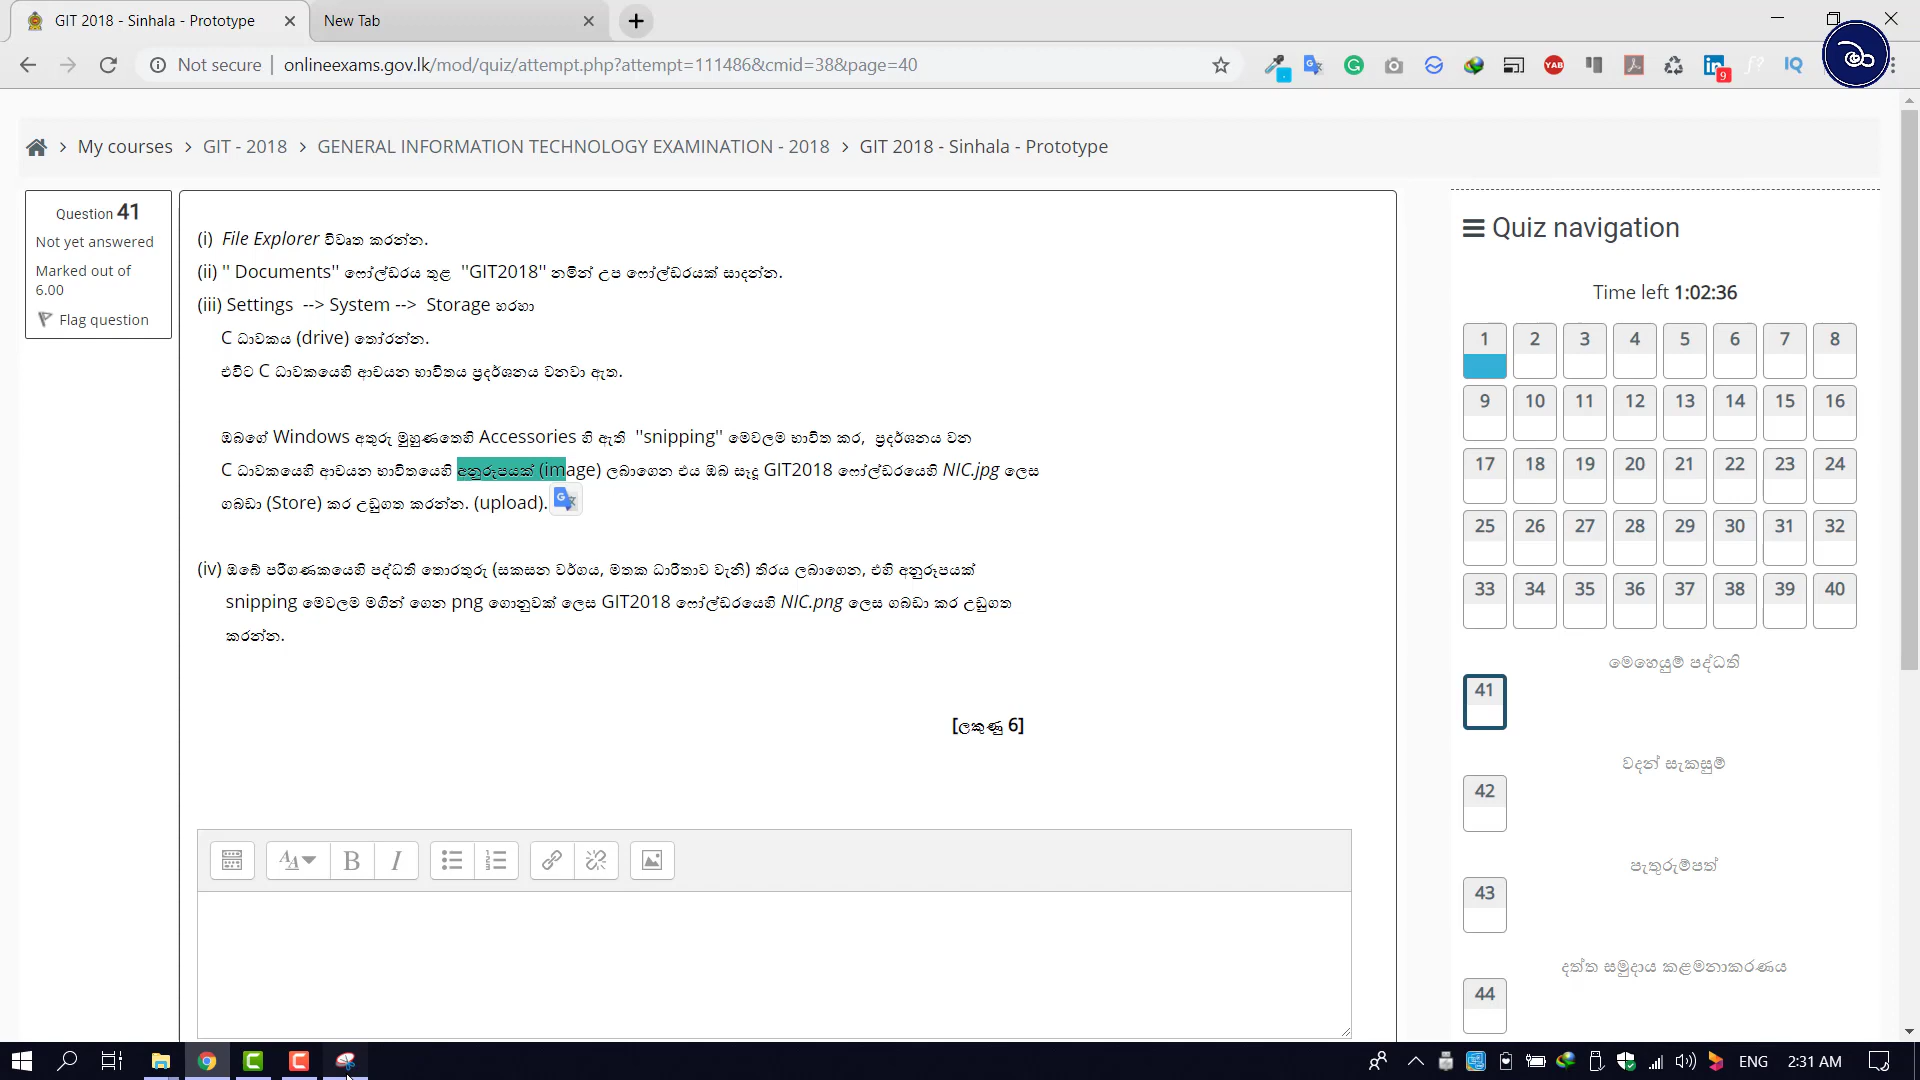 GIT 2018 - Sinhala - Prototype
New Tab
Not secure
onlineexams.gov.lk/mod/quiz/attempt.php?attempt=111486&cmid=38&page=40
YAB
9
IQ
My courses > GIT - 2018 > GENERAL INFORMATION TECHNOLOGY EXAMINATION - 2018 > GIT 2018 - Sinhala - Prototype
Question 41
Not yet answered
Marked out of
6.00
Flag question
(i) File Explorer විවෘත කරන්න.
(ii) " Documents" ෆෝල්ඩරය තුළ "GIT2018" නමින් උප ෆෝල්ඩරයක් සාදන්න.
(iii) Settings --> System --> Storage හරහා
C ධාවකය (drive) තෝරන්න.
එවිට C ධාවකයෙහි ආචයන භාවිතය ප්‍රදර්ශනය වනවා ඇත.
ඔබගේ Windows අතුරු මුහුණතෙහි Accessories හි ඇති "snipping" මෙවලම භාවිත කර, ප්‍රදර්ශනය වන
C ධාවකයෙහි ආචයන භාවිතයෙහි අනුරූපයක් (image) ලබාගෙන එය ඔබ සෑදූ GIT2018 ෆෝල්ඩරයෙහි NIC.jpg ලෙස
ගබඩා (Store) කර උඩුගත කරන්න. (upload).
(iv) ඔබේ පරිගණකයෙහි පද්ධති තොරතුරු (සකසන වර්ගය, මතක ධාරිතාව වැනි) තිරය ලබාගෙන, එහි අනුරූපයක්
snipping මෙවලම මගින් ගෙන png ගොනුවක් ලෙස GIT2018 ෆෝල්ඩරයෙහි NIC.png ලෙස ගබඩා කර උඩුගත
කරන්න.
[ලකුණු 6]
Quiz navigation
Time left 1:02:36
1 2 3 4 5 6 7 8
9 10 11 12 13 14 15 16
17 18 19 20 21 22 23 24
25 26 27 28 29 30 31 32
33 34 35 36 37 38 39 40
මෙහෙයුම් පද්ධති
41
වදන් සැකසුම්
42
පැතුරුම්පත්
43
දත්ත සමුදාය කළමනාකරණය
44
ENG
2:31 AM